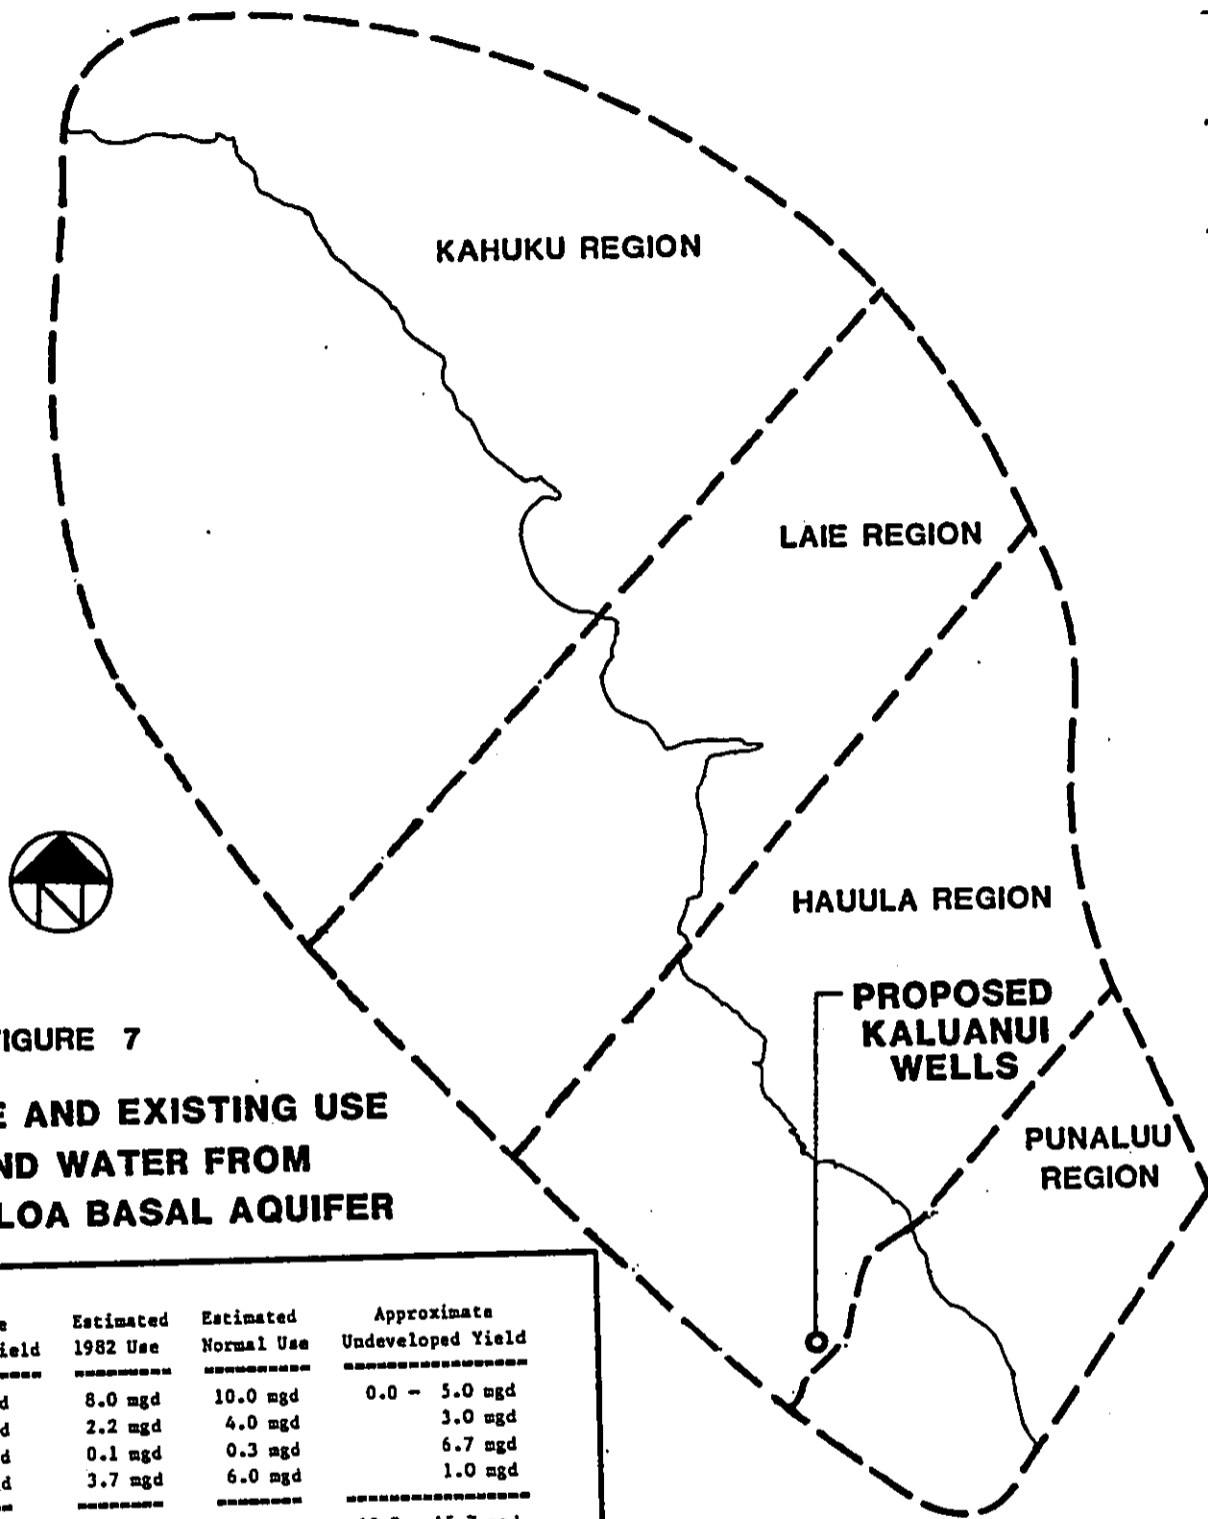 KAHUKU REGION
LAIE REGION
HAUULA REGION
PROPOSED
KALUANUI
WELLS
PUNALUU
REGION
N
FIGURE 7
E AND EXISTING USE
ND WATER FROM
LOA BASAL AQUIFER
Estimated Estimated Approximate
ield 1982 Use Normal Use Undeveloped Yield
d 8.0 mgd 10.0 mgd 0.0 - 5.0 mgd
d 2.2 mgd 4.0 mgd 3.0 mgd
d 0.1 mgd 0.3 mgd 6.7 mgd
d 3.7 mgd 6.0 mgd 1.0 mgd